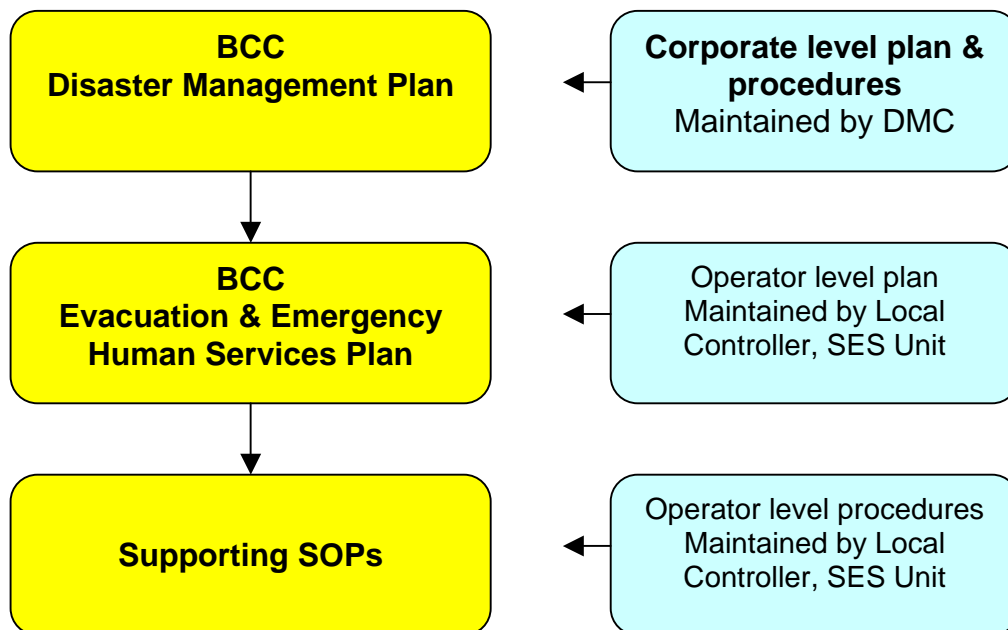 BCC
Disaster Management Plan
Corporate level plan &
procedures
Maintained by DMC
BCC
Evacuation & Emergency
Human Services Plan
Operator level plan
Maintained by Local
Controller, SES Unit
Supporting SOPs
Operator level procedures
Maintained by Local
Controller, SES Unit